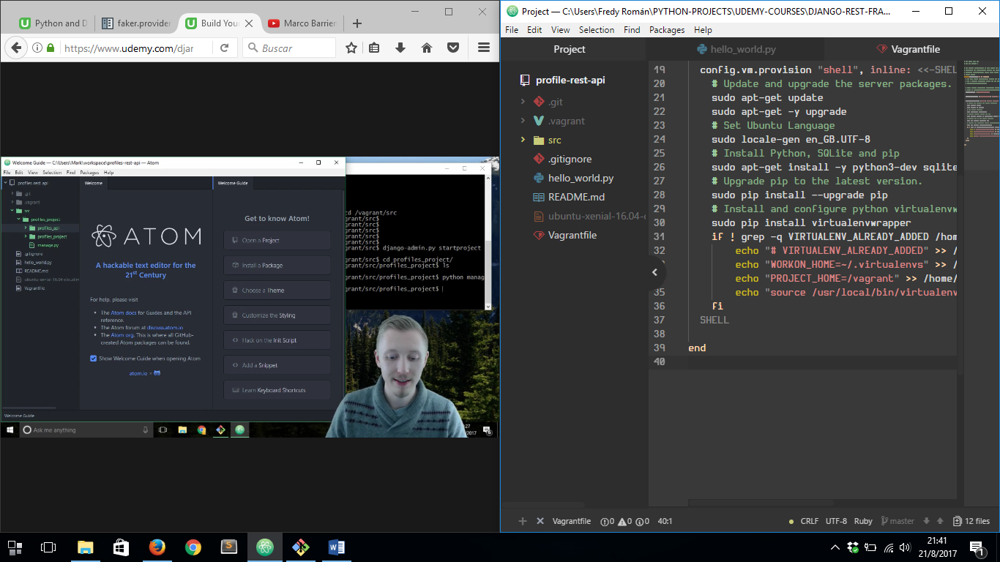 Python and D
faker.provider
Build Your
Marco Barrier
https://www.udemy.com/djar
Buscar
Welcome Guide — C:\Users\Mark\workspace\profiles-rest-api — Atom
File Edit View Selection Find Packages Help
profiles-rest-api
.git
.vagrant
src
profiles_project
profiles_api
profiles_project
manage.py
.gitignore
hello_world.py
README.md
Vagrantfile
Welcome
ATOM
A hackable text editor for the
21st Century
For help, please visit
The Atom docs for Guides and the API
reference.
The Atom forum at discuss.atom.io
The Atom org. This is where all GitHub-
created Atom packages can be found.
Show Welcome Guide when opening Atom
atom.io ×
Welcome Guide
Get to know Atom!
Open a Project
Install a Package
Choose a Theme
Customize the Styling
Hack on the Init Script
Add a Snippet
Learn Keyboard Shortcuts
Welcome Guide
cd /vagrant/src
grant/src$
grant/src$
grant/src$
grant/src$
grant/src$
grant/src$ django-admin.py startproject
grant/src$ cd profiles_project/
grant/src/profiles_project$ ls
grant/src/profiles_project$ python manag
grant/src/profiles_project$
Ask me anything
Project — C:\Users\Fredy Román\PYTHON-PROJECTS\UDEMY-COURSES\DJANGO-REST-FRA...
File Edit View Selection Find Packages Help
Project
hello_world.py
Vagrantfile
profile-rest-api
.git
.vagrant
src
.gitignore
hello_world.py
README.md
ubuntu-xenial-16.04-c
Vagrantfile
19 config.vm.provision "shell", inline: <<-SHEL
20 # Update and upgrade the server packages.
21 sudo apt-get update
22 sudo apt-get -y upgrade
23 # Set Ubuntu Language
24 sudo locale-gen en_GB.UTF-8
25 # Install Python, SQLite and pip
26 sudo apt-get install -y python3-dev sqlite
27 # Upgrade pip to the latest version.
28 sudo pip install --upgrade pip
29 # Install and configure python virtualenvw
30 sudo pip install virtualenvwrapper
31 if ! grep -q VIRTUALENV_ALREADY_ADDED /hom
32 echo "# VIRTUALENV_ALREADY_ADDED" >> /
33 echo "WORKON_HOME=~/.virtualenvs" >> /
34 echo "PROJECT_HOME=/vagrant" >> /home/
35 echo "source /usr/local/bin/virtualenv
36 fi
37 SHELL
38
39 end
40
Vagrantfile 0 0 0 40:1
CRLF UTF-8 Ruby master 12 files
21:41
21/8/2017
1